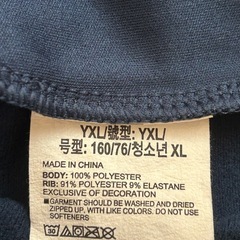 YXL/號型: YXL/
号型: 160/76/청소년 XL
MADE IN CHINA
BODY: 100% POLYESTER
RIB: 91% POLYESTER 9% ELASTANE
EXCLUSIVE OF DECORATION
■GARMENT SHOULD BE WASHED AND DRIED
ZIPPED UP, WITH LIKE COLORS. DO NOT USE
SOFTENERS
30